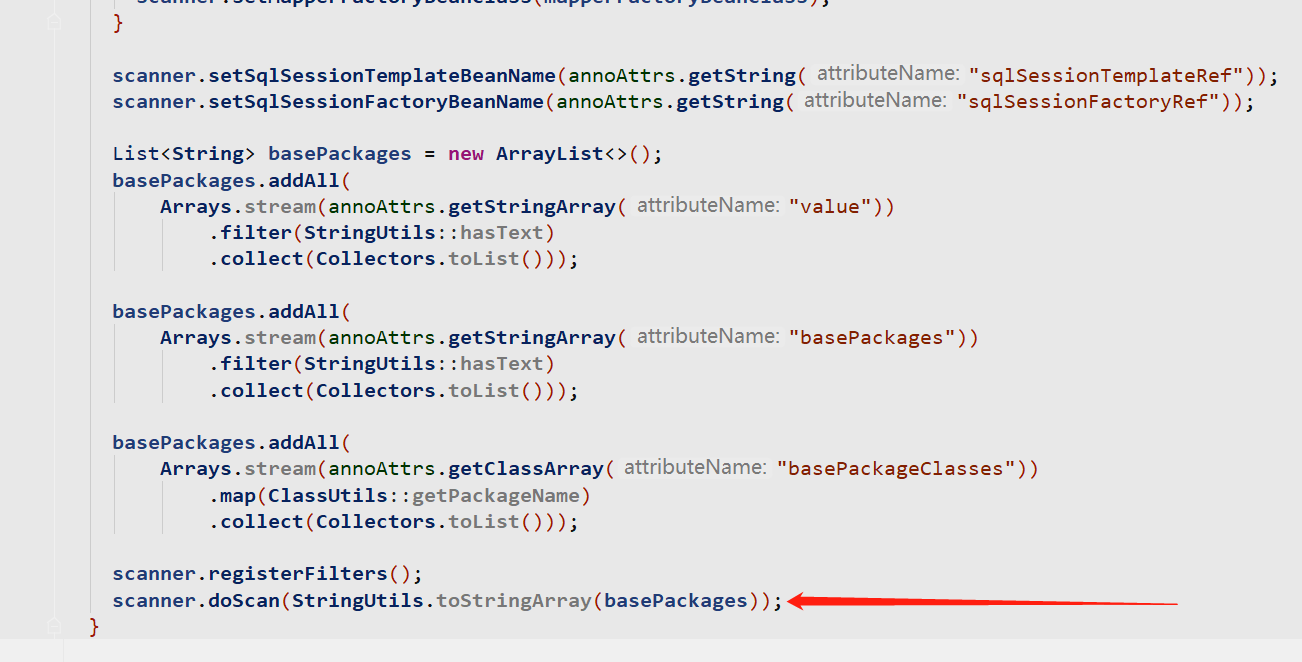 scanner.setMapperFactoryBeanClass(mapperFactoryBeanClass);
}
scanner.setSqlSessionTemplateBeanName(annoAttrs.getString( attributeName: "sqlSessionTemplateRef"));
scanner.setSqlSessionFactoryBeanName(annoAttrs.getString( attributeName: "sqlSessionFactoryRef"));
List<String> basePackages = new ArrayList<>();
basePackages.addAll(
Arrays.stream(annoAttrs.getStringArray( attributeName: "value"))
.filter(StringUtils::hasText)
.collect(Collectors.toList()));
basePackages.addAll(
Arrays.stream(annoAttrs.getStringArray( attributeName: "basePackages"))
.filter(StringUtils::hasText)
.collect(Collectors.toList()));
basePackages.addAll(
Arrays.stream(annoAttrs.getClassArray( attributeName: "basePackageClasses"))
.map(ClassUtils::getPackageName)
.collect(Collectors.toList()));
scanner.registerFilters();
scanner.doScan(StringUtils.toStringArray(basePackages));
}